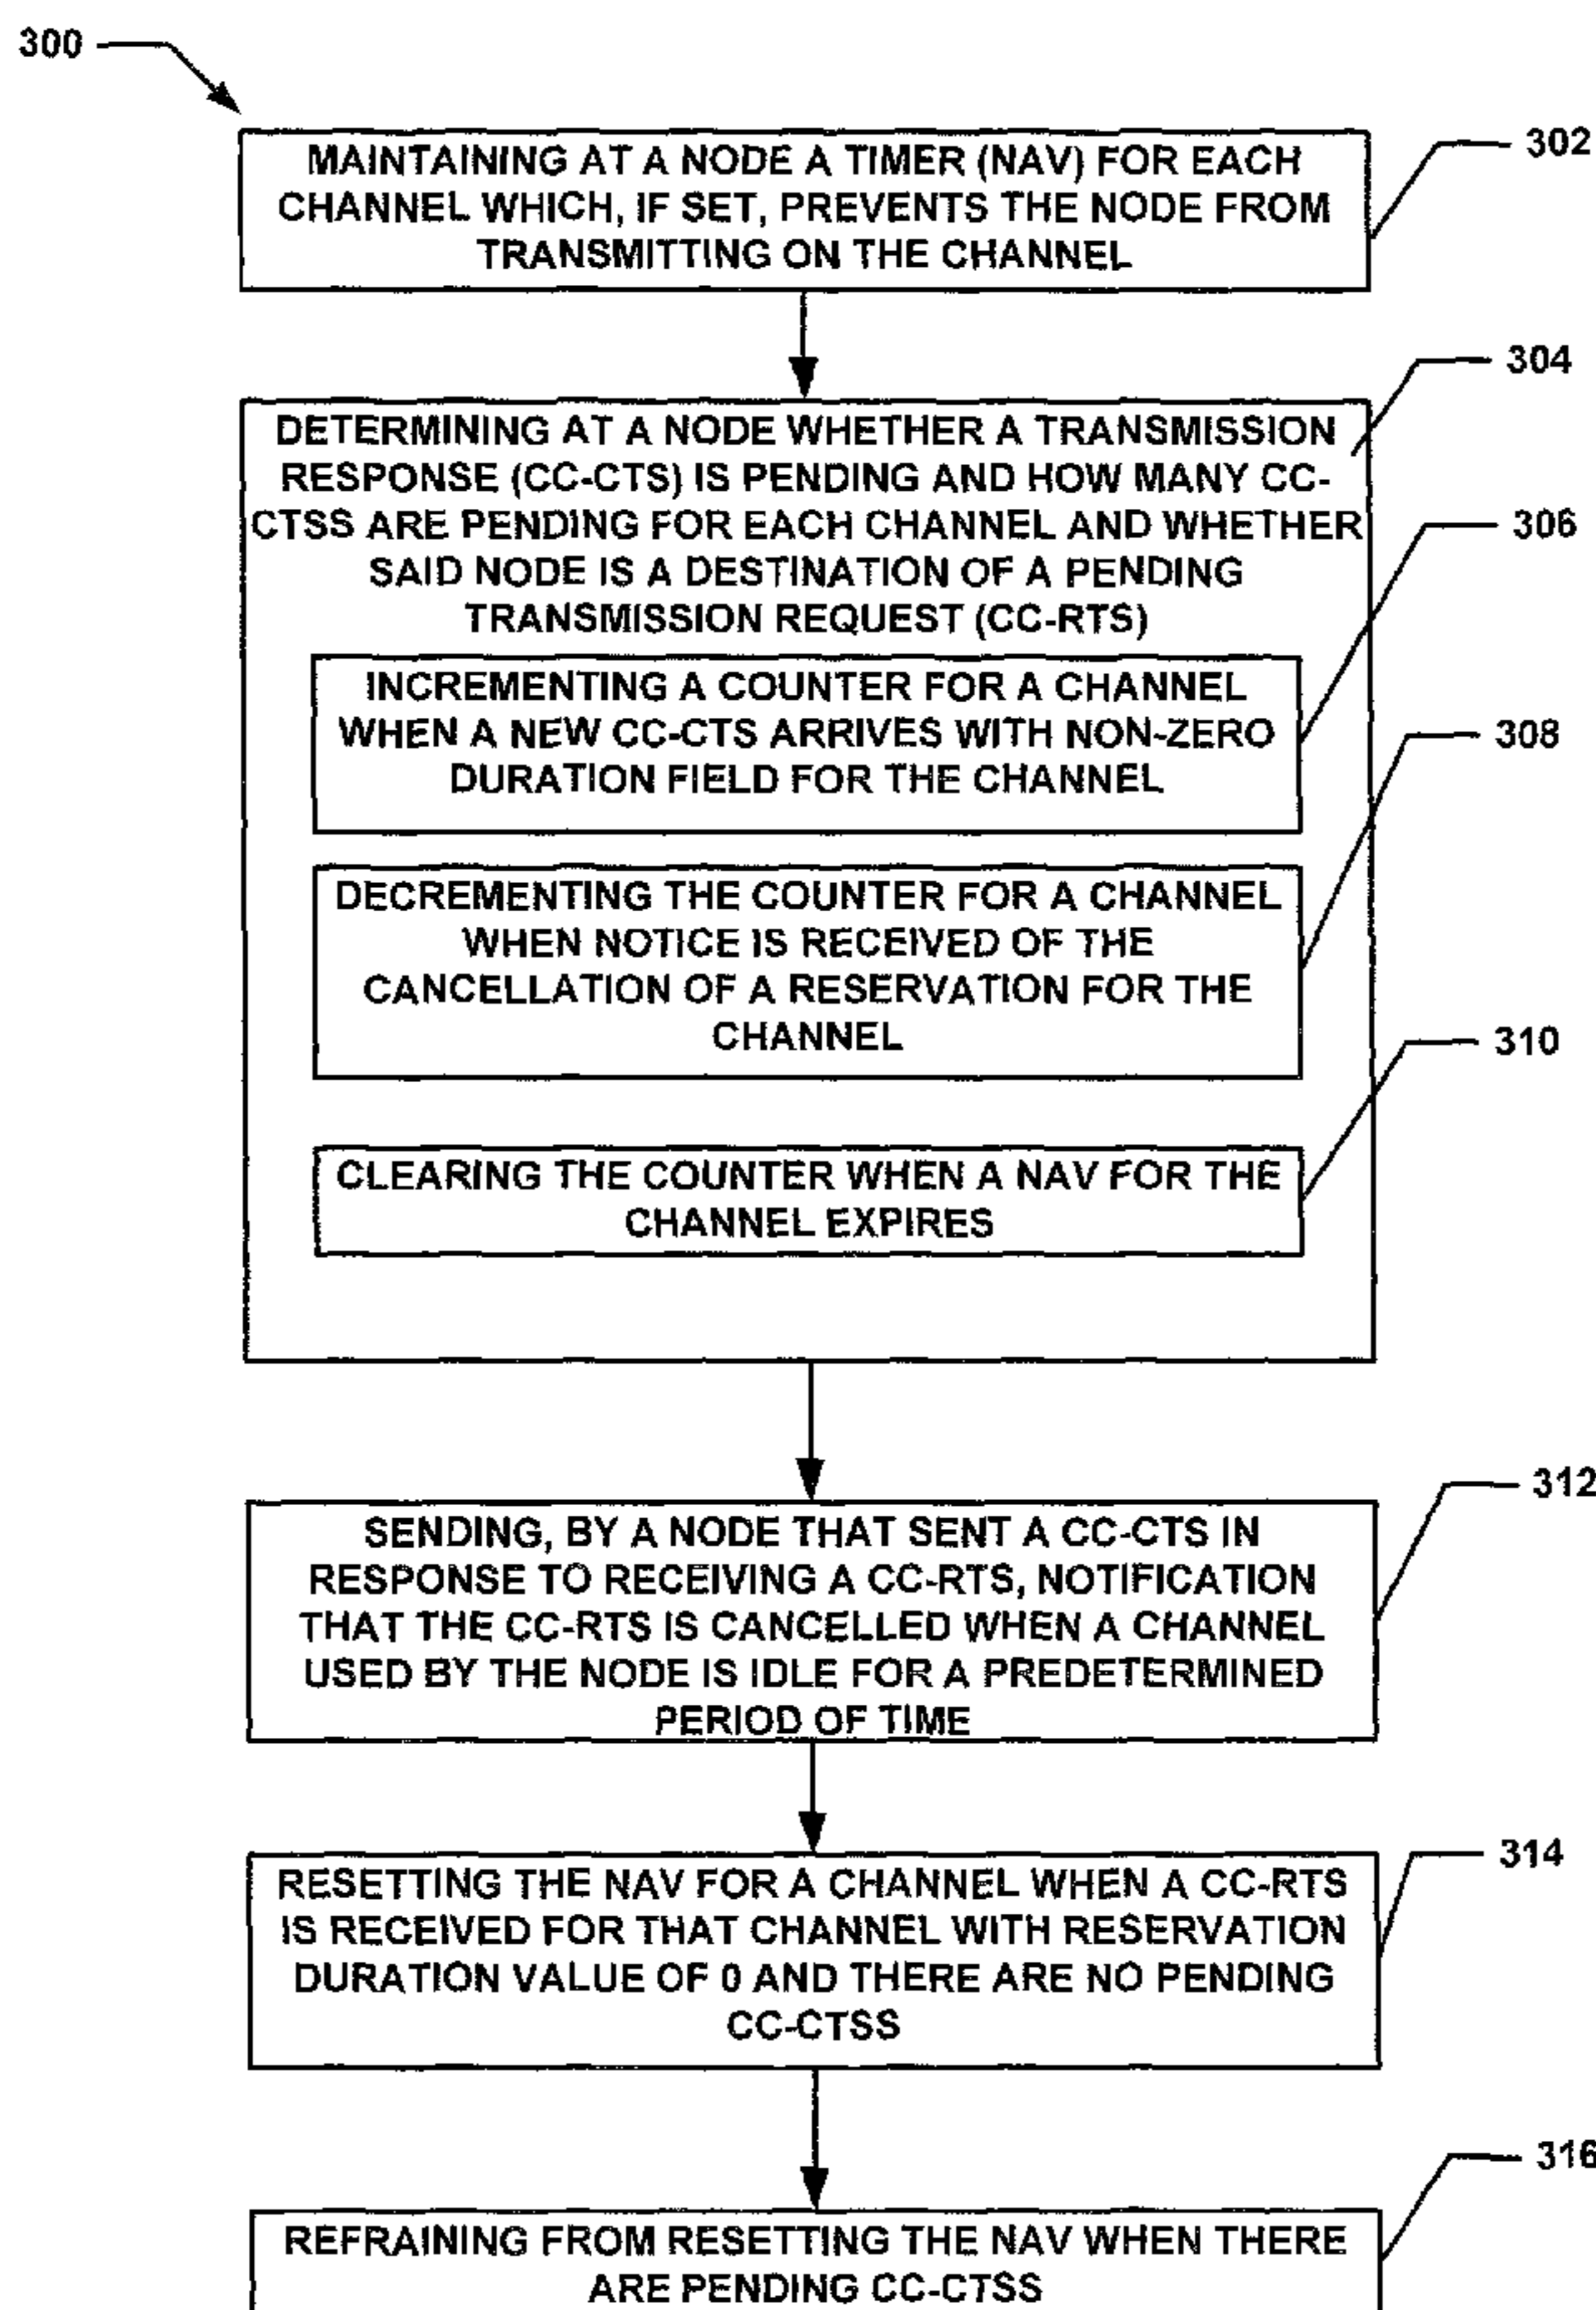 300
MAINTAINING AT A NODE A TIMER (NAV) FOR EACH
CHANNEL WHICH, IF SET, PREVENTS THE NODE FROM
TRANSMITTING ON THE CHANNEL
302
304
DETERMINING AT A NODE WHETHER A TRANSMISSION
RESPONSE (CC-CTS) IS PENDING AND HOW MANY CC-
CTSS ARE PENDING FOR EACH CHANNEL AND WHETHER
SAID NODE IS A DESTINATION OF A PENDING
TRANSMISSION REQUEST (CC-RTS)
306
INCREMENTING A COUNTER FOR A CHANNEL
WHEN A NEW CC-CTS ARRIVES WITH NON-ZERO
DURATION FIELD FOR THE CHANNEL
308
DECREMENTING THE COUNTER FOR A CHANNEL
WHEN NOTICE IS RECEIVED OF THE
CANCELLATION OF A RESERVATION FOR THE
CHANNEL
310
CLEARING THE COUNTER WHEN A NAV FOR THE
CHANNEL EXPIRES
312
SENDING, BY A NODE THAT SENT A CC-CTS IN
RESPONSE TO RECEIVING A CC-RTS, NOTIFICATION
THAT THE CC-RTS IS CANCELLED WHEN A CHANNEL
USED BY THE NODE IS IDLE FOR A PREDETERMINED
PERIOD OF TIME
314
RESETTING THE NAV FOR A CHANNEL WHEN A CC-RTS
IS RECEIVED FOR THAT CHANNEL WITH RESERVATION
DURATION VALUE OF 0 AND THERE ARE NO PENDING
CC-CTSS
316
REFRAINING FROM RESETTING THE NAV WHEN THERE
ARE PENDING CC-CTSS